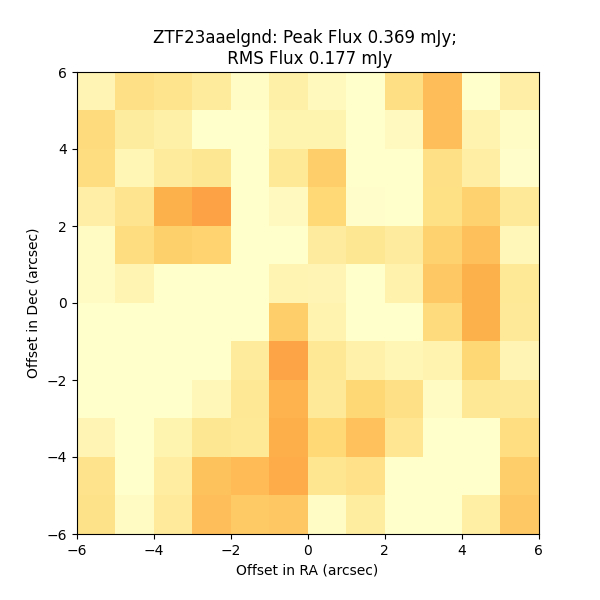 ZTF23aaelgnd: Peak Flux 0.369 mJy;
RMS Flux 0.177 mJy
6
4
2
0
−2
−4
−6
Offset in Dec (arcsec)
−6 −4 −2 0 2 4 6
Offset in RA (arcsec)